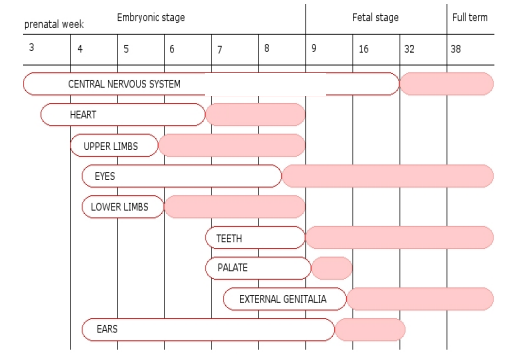 prenatal week Embryonic stage Fetal stage Full term
3 4 5 6 7 8 9 16 32 38
CENTRAL NERVOUS SYSTEM
HEART
UPPER LIMBS
EYES
LOWER LIMBS
TEETH
PALATE
EXTERNAL GENITALIA
EARS